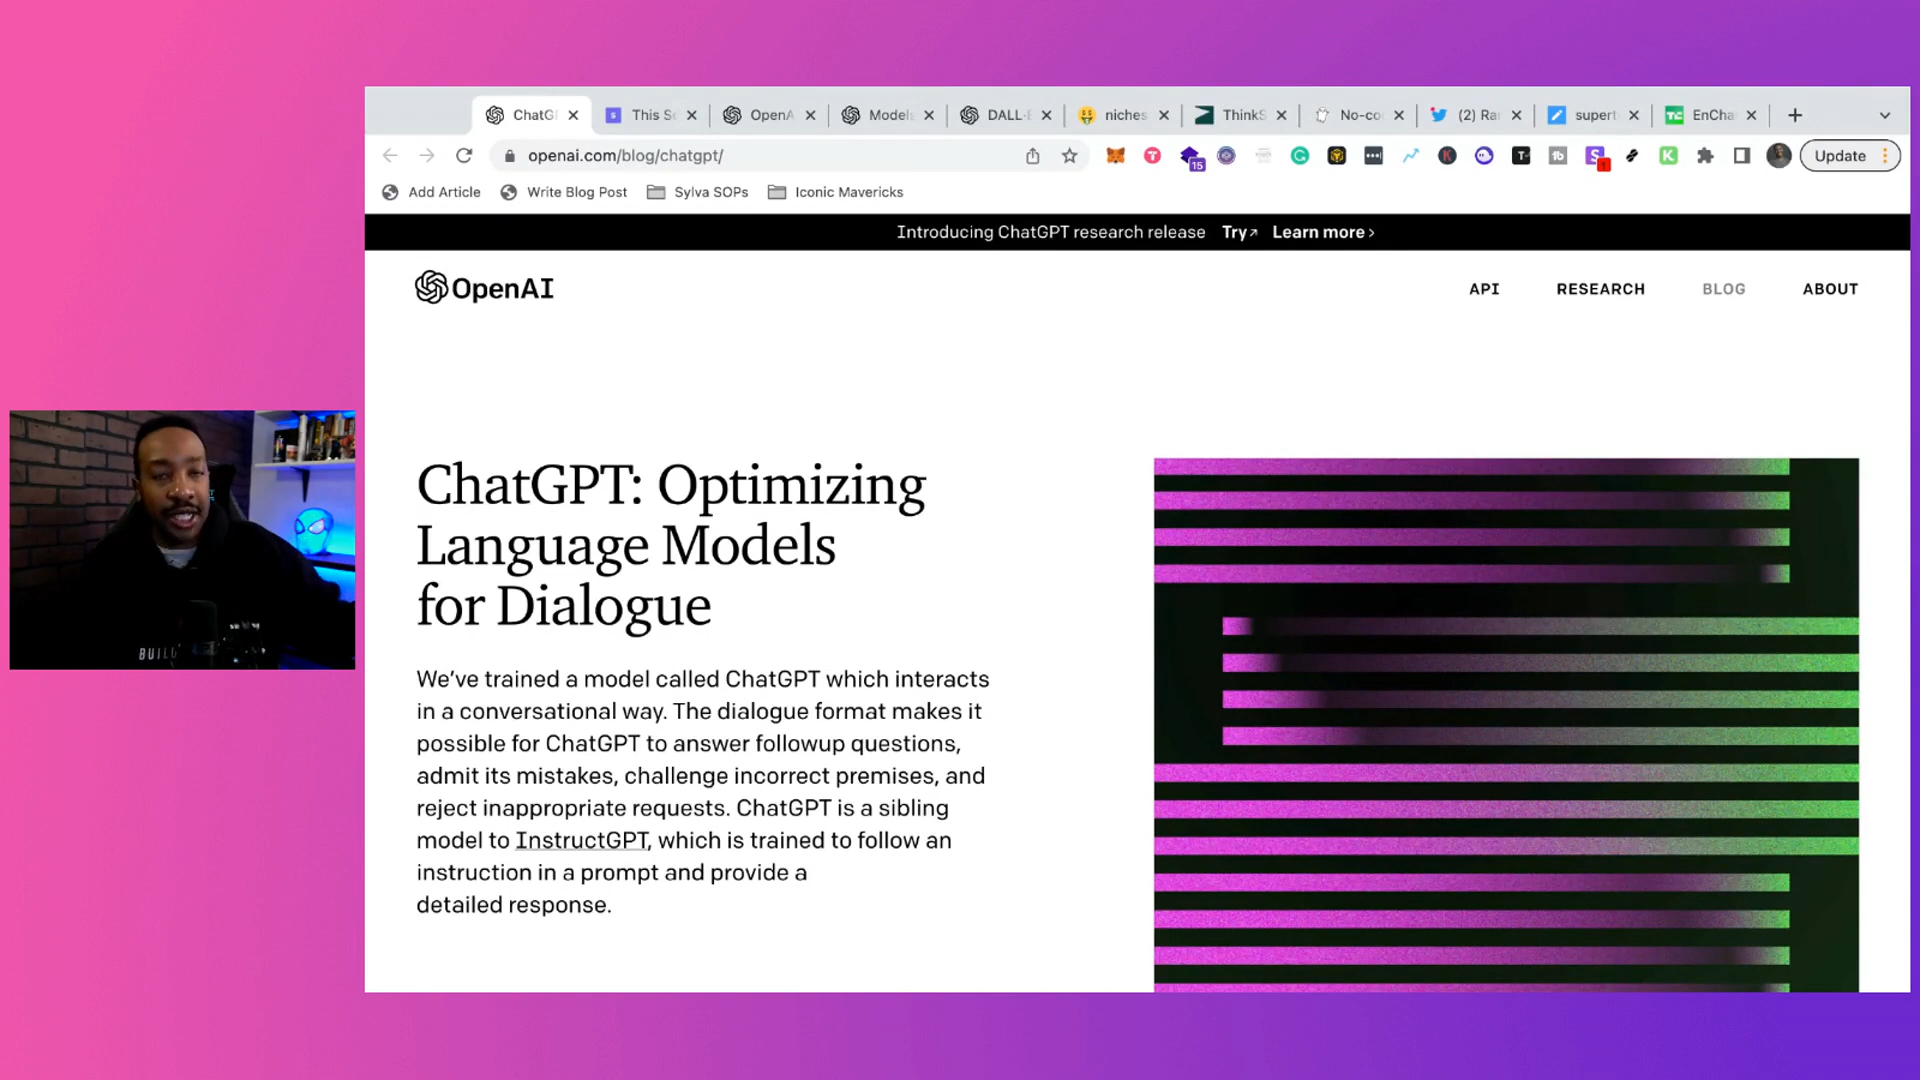 ChatG
This S
OpenA
Models
DALL·E
niches
ThinkS
No-co
(2) Ra
supert
EnCha
openai.com/blog/chatgpt/
15
1
Update
Add Article
Write Blog Post
Sylva SOPs
Iconic Mavericks
Introducing ChatGPT research release Try↗ Learn more ›
OpenAI
API RESEARCH BLOG ABOUT
ChatGPT: Optimizing
Language Models
for Dialogue
We’ve trained a model called ChatGPT which interacts
in a conversational way. The dialogue format makes it
possible for ChatGPT to answer followup questions,
admit its mistakes, challenge incorrect premises, and
reject inappropriate requests. ChatGPT is a sibling
model to InstructGPT, which is trained to follow an
instruction in a prompt and provide a
detailed response.
BUIL